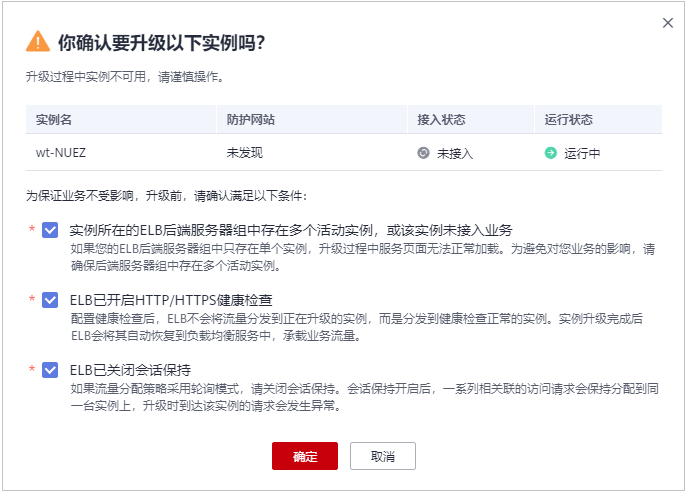 你确认要升级以下实例吗?
升级过程中实例不可用，请谨慎操作。
实例名 防护网站 接入状态 运行状态
wt-NUEZ 未发现 未接入 运行中
为保证业务不受影响，升级前，请确认满足以下条件：
* 实例所在的ELB后端服务器组中存在多个活动实例，或该实例未接入业务
如果您的ELB后端服务器组中只存在单个实例，升级过程中服务页面无法正常加载。为避免对您业务的影响，请
确保后端服务器组中存在多个活动实例。
* ELB已开启HTTP/HTTPS健康检查
配置健康检查后，ELB不会将流量分发到正在升级的实例，而是分发到健康检查正常的实例。实例升级完成后
ELB会将其自动恢复到负载均衡服务中，承载业务流量。
* ELB已关闭会话保持
如果流量分配策略采用轮询模式，请关闭会话保持。会话保持开启后，一系列相关联的访问请求会保持分配到同
一台实例上，升级时到达该实例的请求会发生异常。
确定 取消